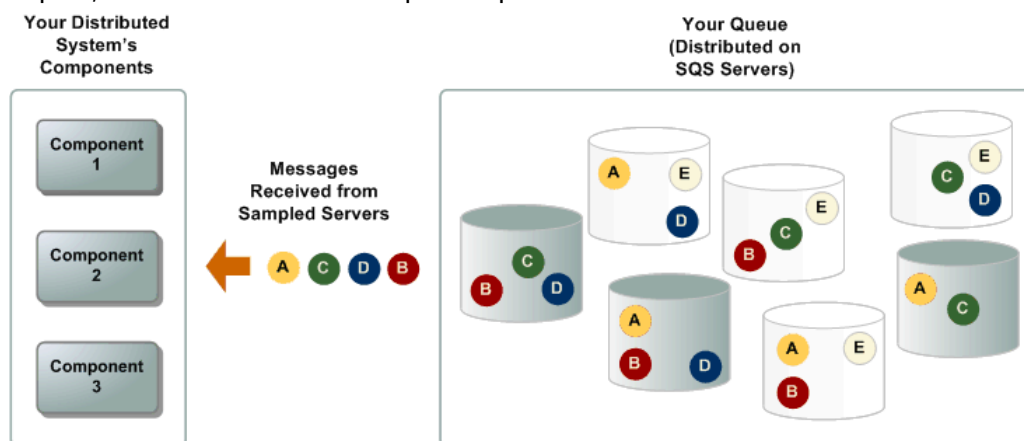 Your Distributed
System's
Components
Component
1
Component
2
Component
3
Messages
Received from
Sampled Servers
A C D B
Your Queue
(Distributed on
SQS Servers)
A E
D
B C E
E
C
D
C
B D
A
B D
A E
B
A
C